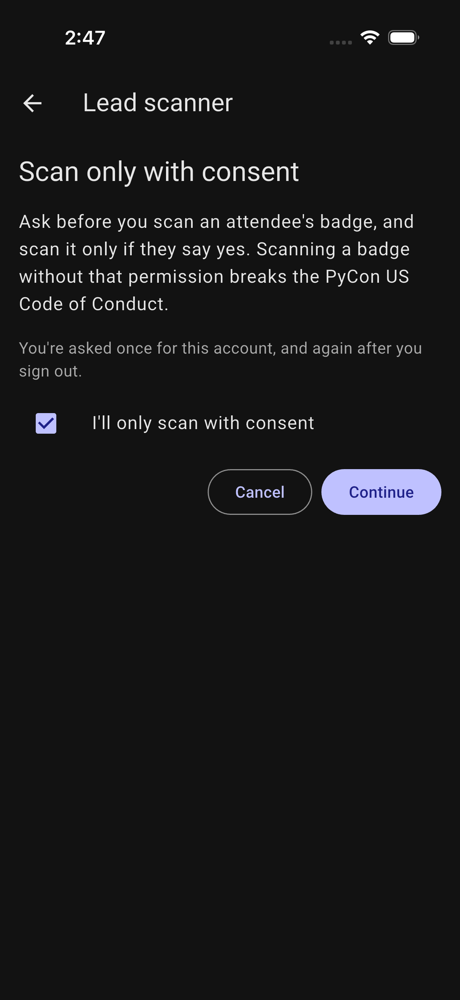 2:47
Lead scanner
Scan only with consent
Ask before you scan an attendee's badge, and
scan it only if they say yes. Scanning a badge
without that permission breaks the PyCon US
Code of Conduct.
You're asked once for this account, and again after you
sign out.
I'll only scan with consent
Cancel
Continue